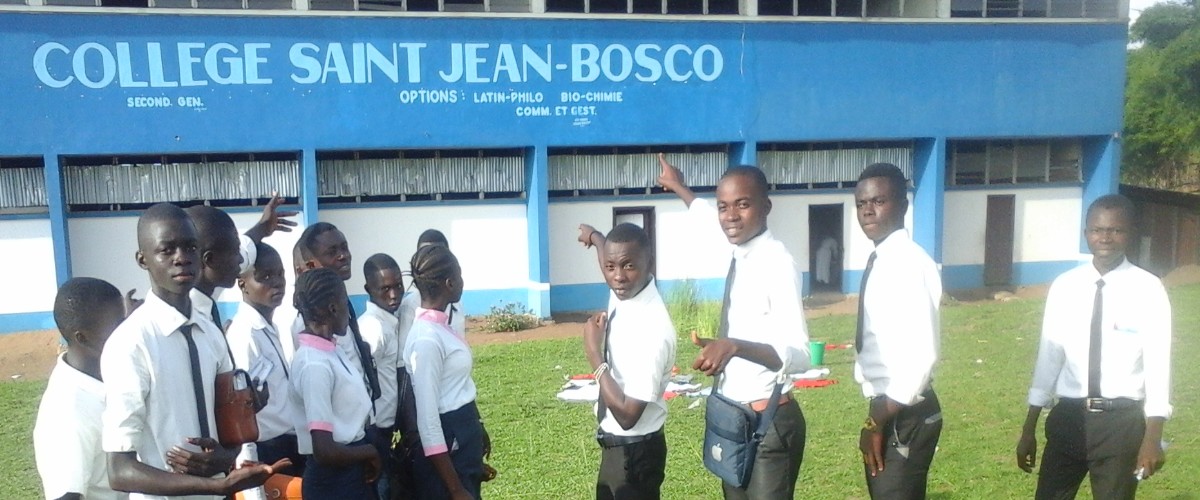 COLLEGE SAINT JEAN-BOSCO
SECOND. GEN.
OPTIONS : LATIN-PHILO BIO-CHIMIE
COMM. ET GEST.